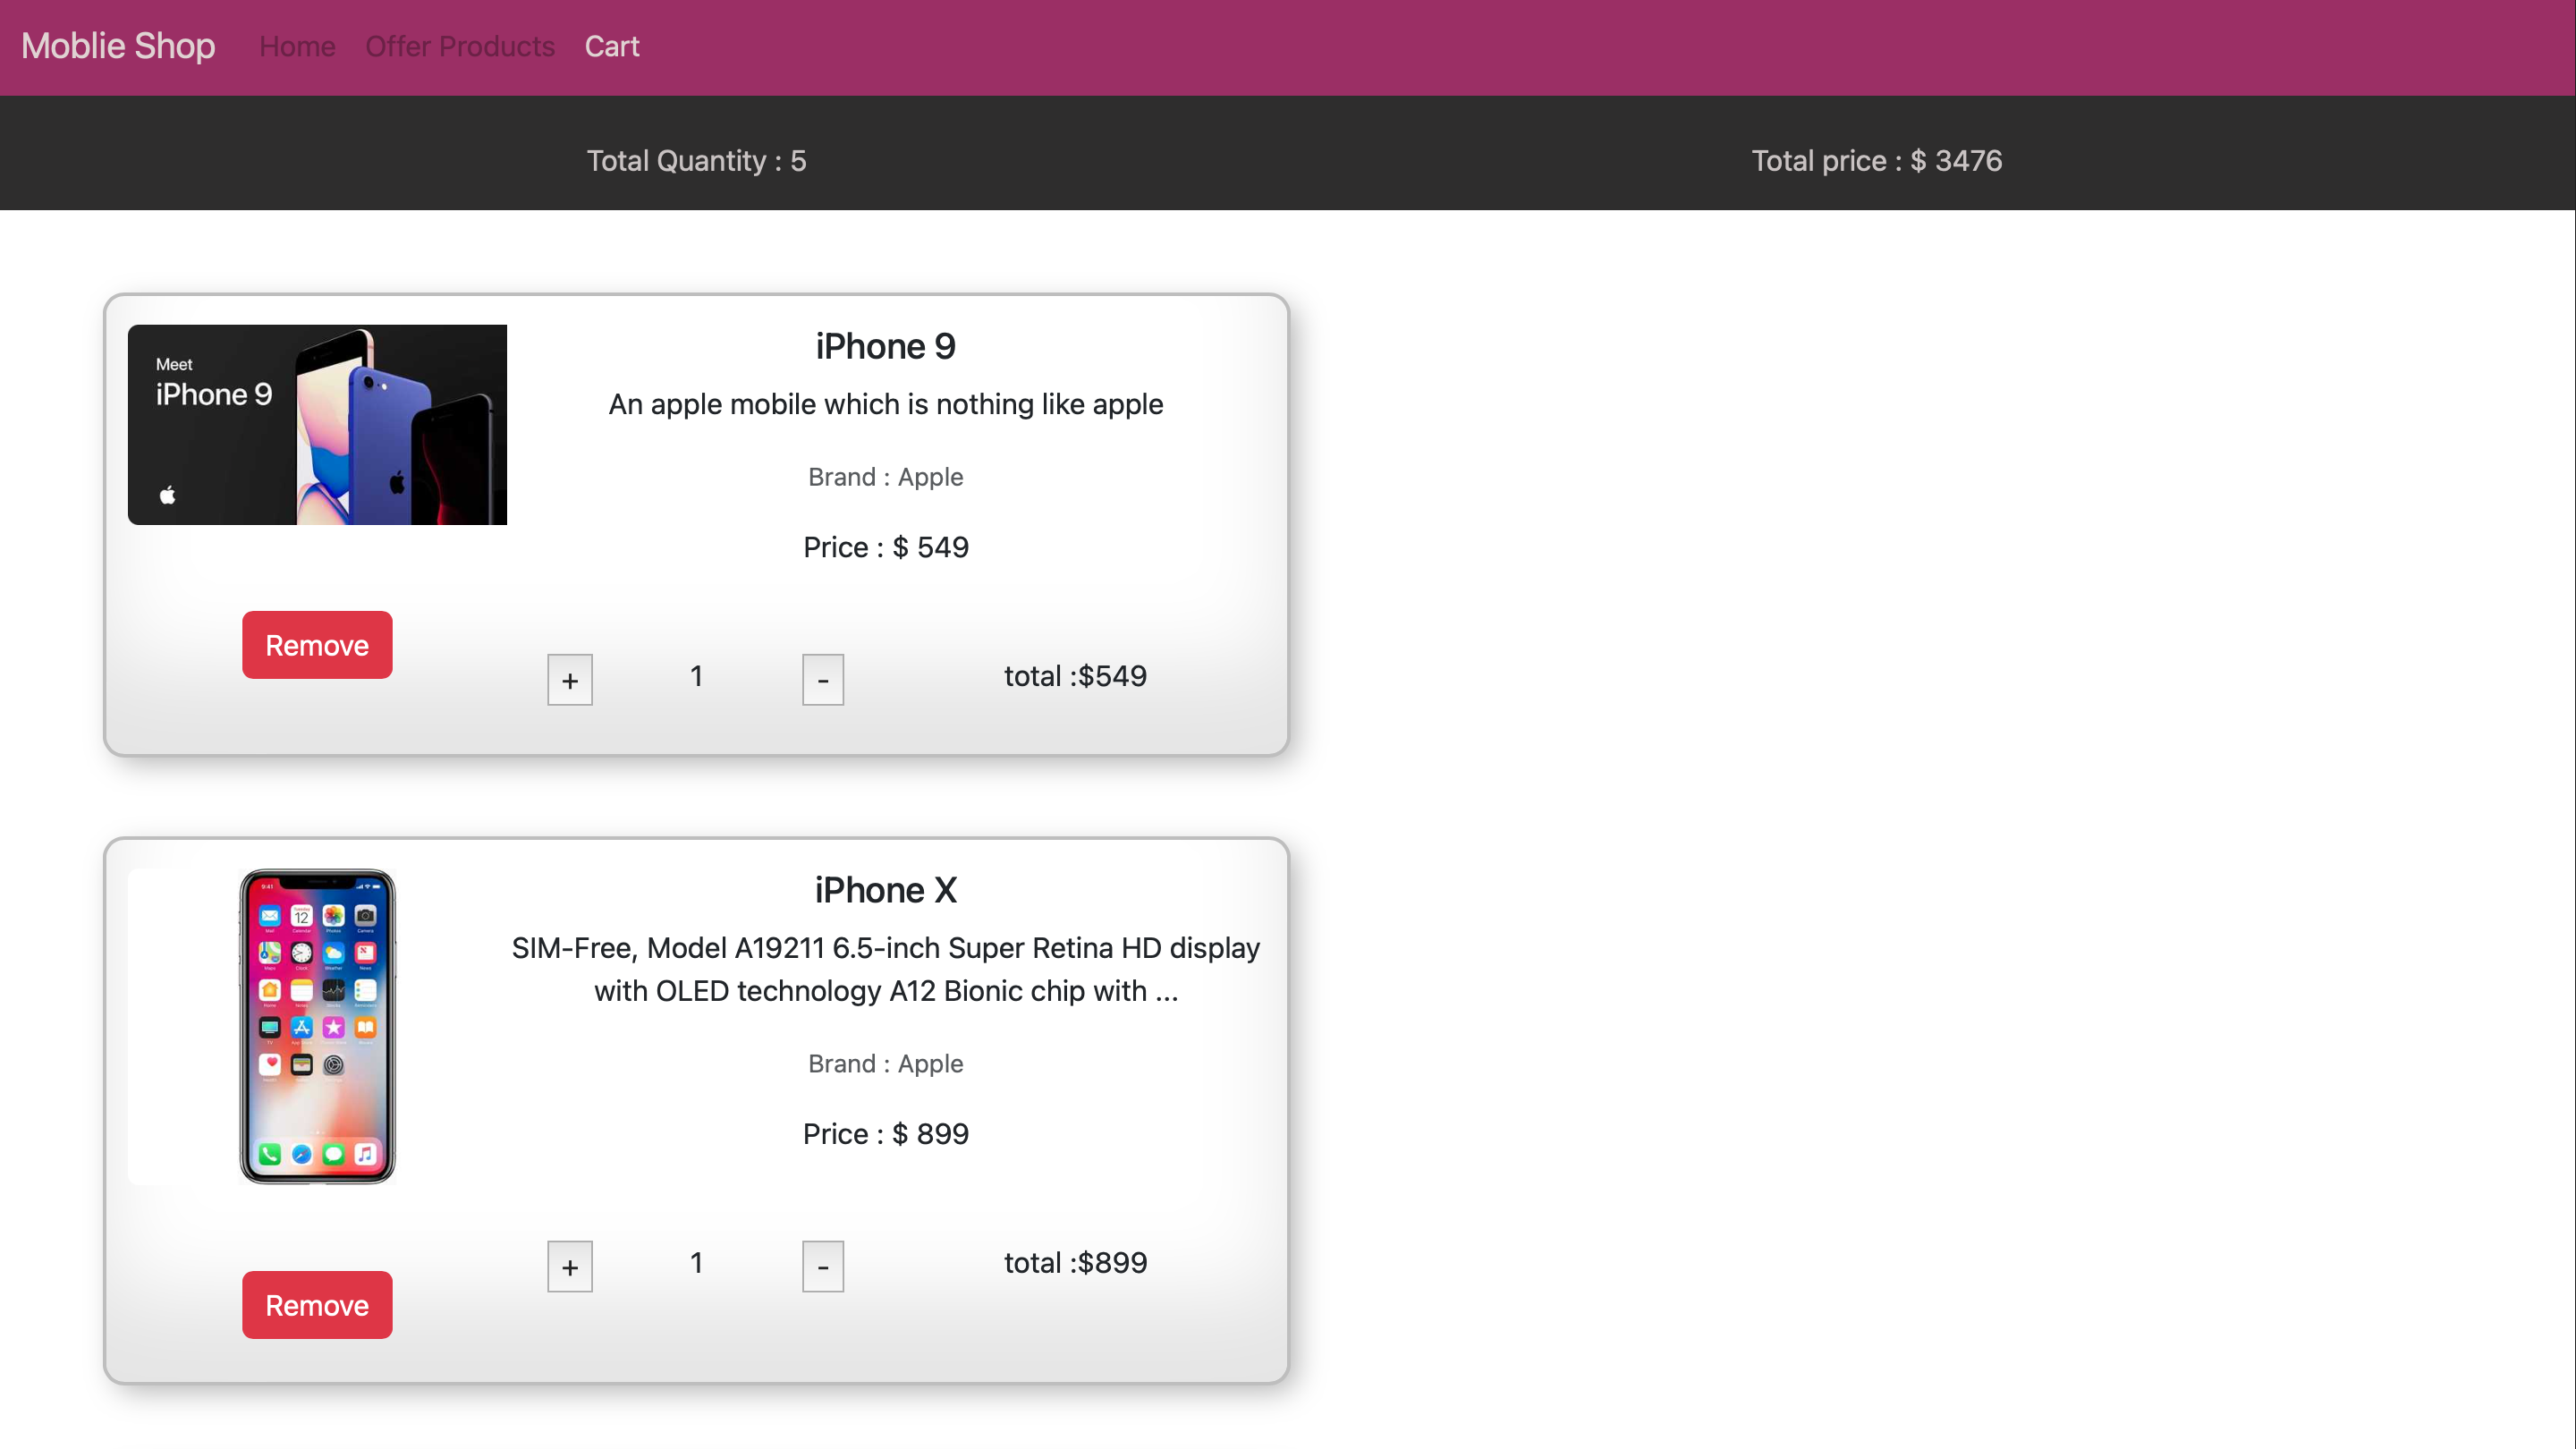 Moblie Shop Home Offer Products Cart
Total Quantity : 5 Total price : $ 3476
Meet
iPhone 9
iPhone 9
An apple mobile which is nothing like apple
Brand : Apple
Price : $ 549
Remove
+ 1 - total :$549
9:41
12
iPhone X
SIM-Free, Model A19211 6.5-inch Super Retina HD display
with OLED technology A12 Bionic chip with ...
Brand : Apple
Price : $ 899
+ 1 - total :$899
Remove